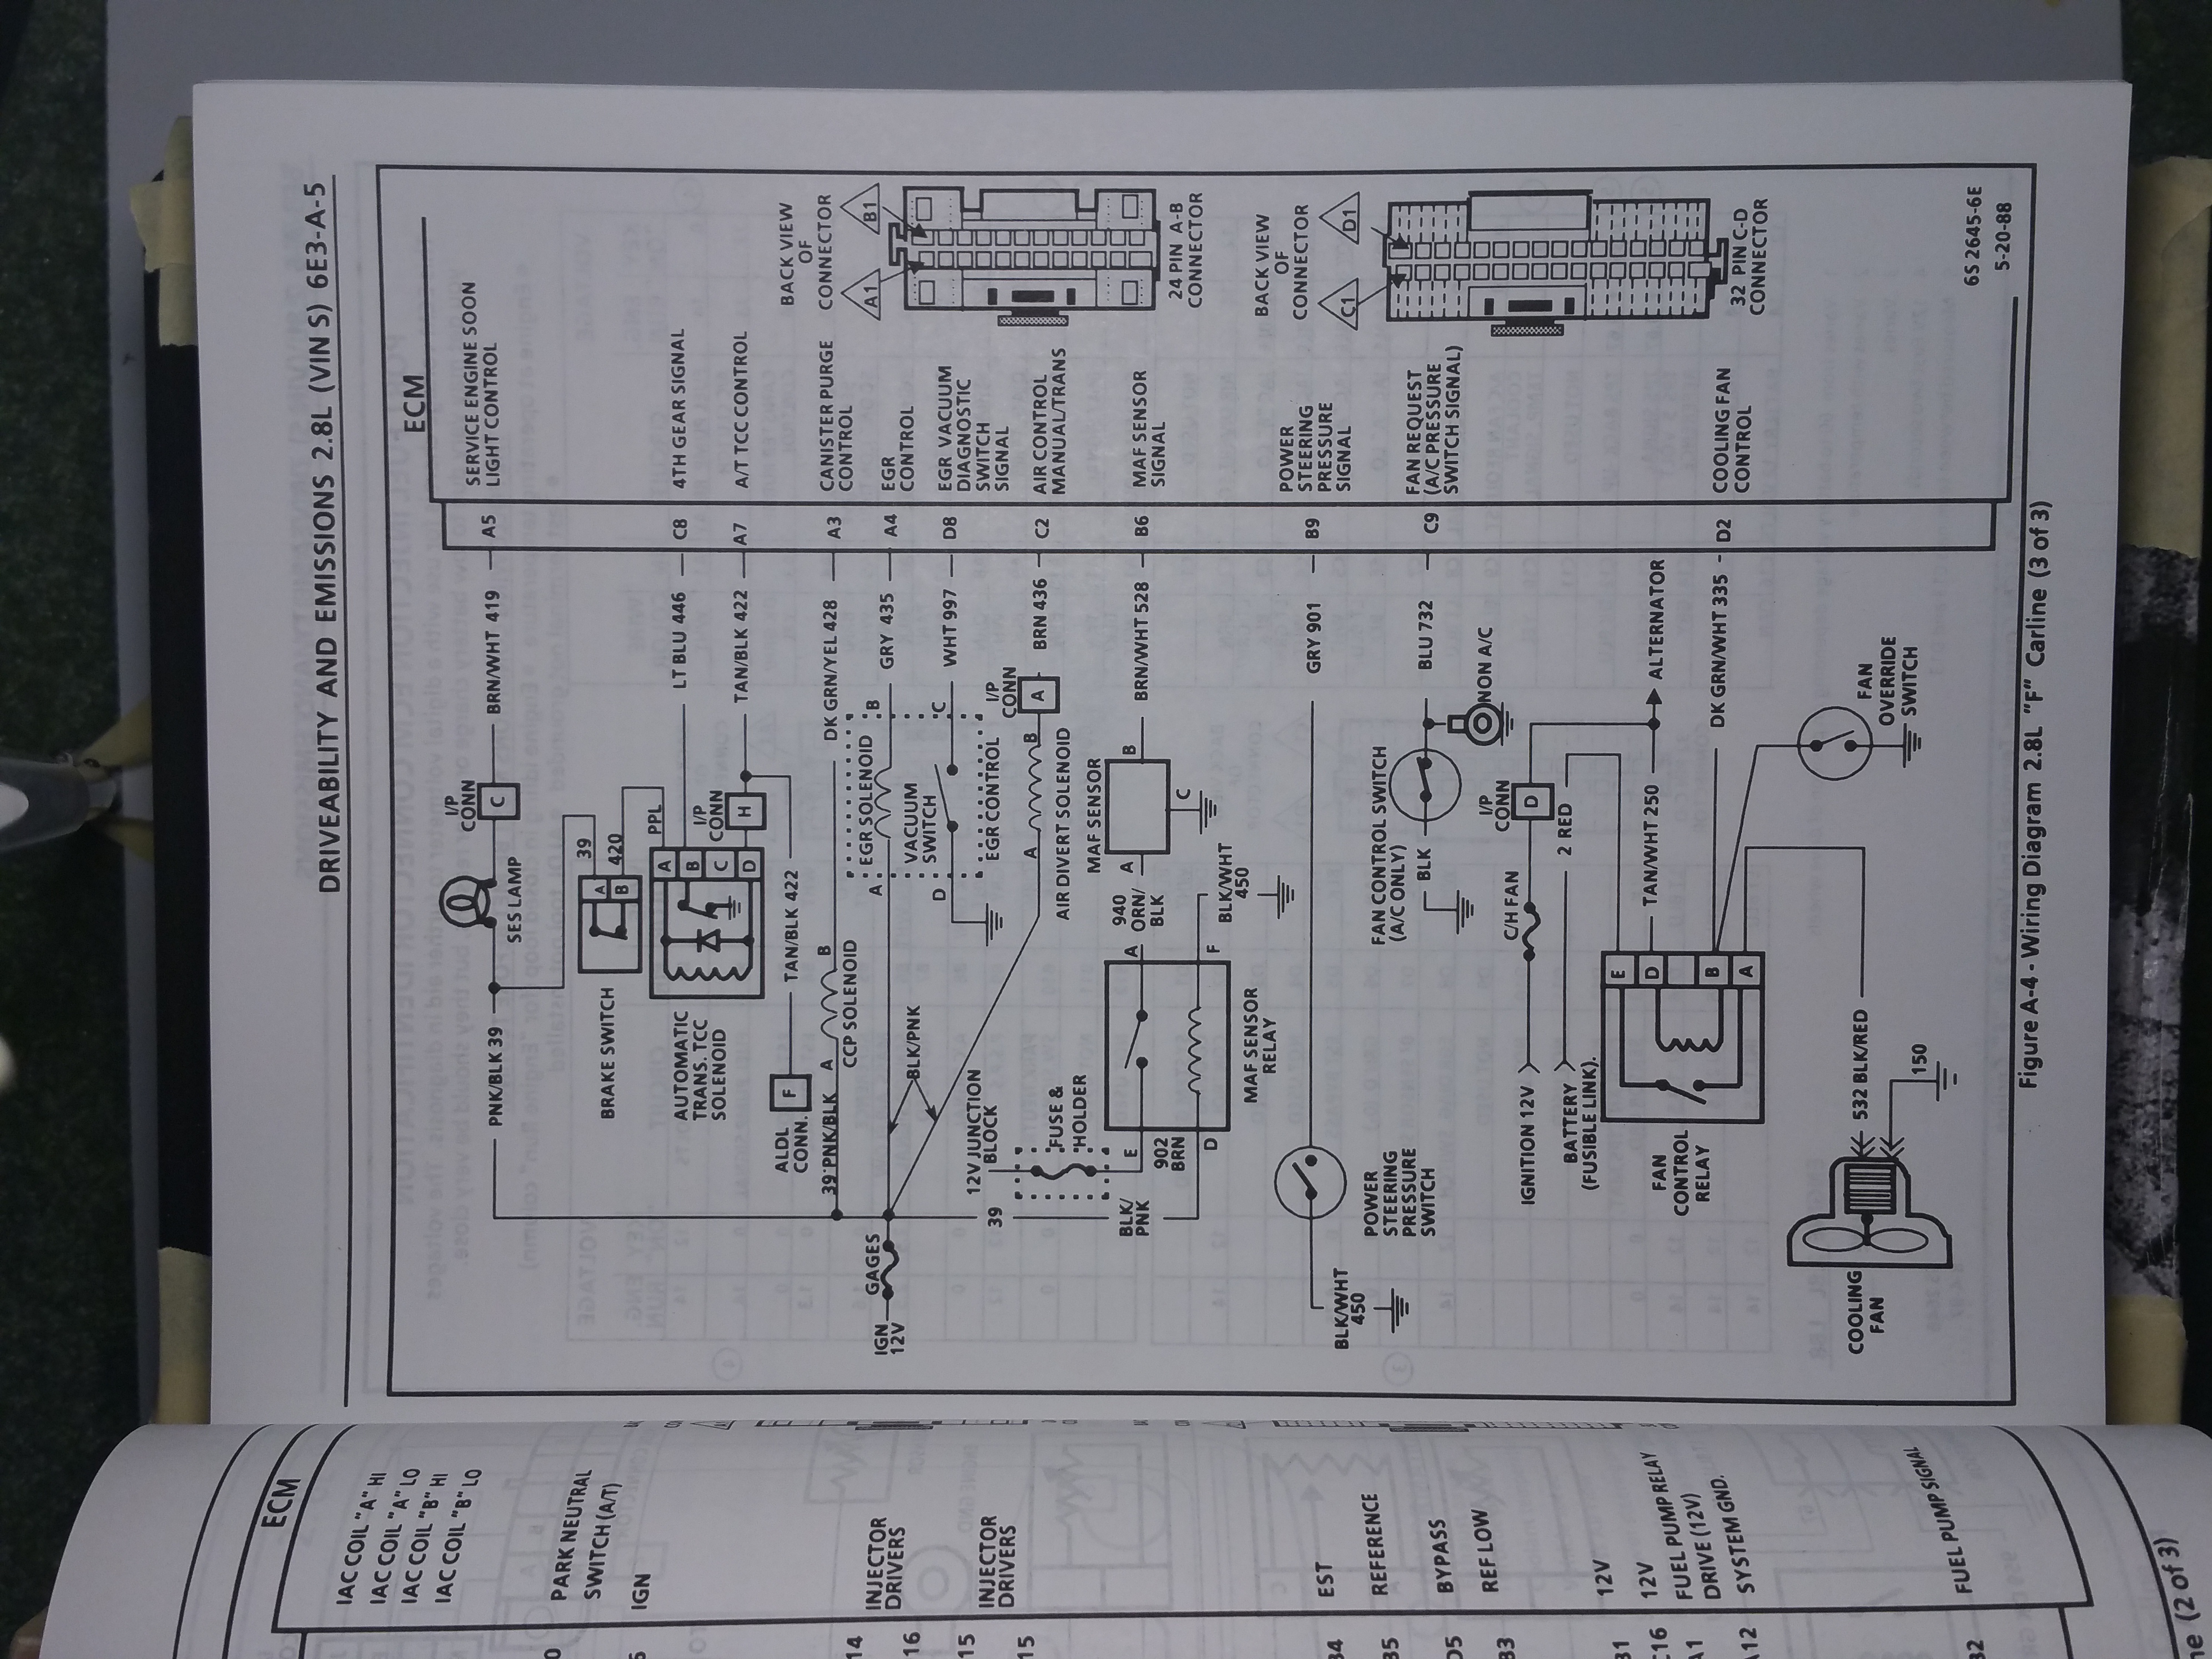 DRIVEABILITY AND EMISSIONS 2.8L (VIN S) 6E3-A-5
ECM
PNK/BLK 39
SES LAMP
I/P
CONN
C
BRN/WHT 419
A5
SERVICE ENGINE SOON
LIGHT CONTROL
BRAKE SWITCH
A
B
39
420
PPL
AUTOMATIC
TRANS. TCC
SOLENOID
A
B
C
D
LT BLU 446
C8
4TH GEAR SIGNAL
I/P
CONN
H
TAN/BLK 422
A7
A/T TCC CONTROL
ALDL
CONN.
F
TAN/BLK 422
39 PNK/BLK
A
B
CCP SOLENOID
DK GRN/YEL 428
A3
CANISTER PURGE
CONTROL
IGN
12V
GAGES
BLK/PNK
A
EGR SOLENOID
B
GRY 435
A4
EGR
CONTROL
D
VACUUM
SWITCH
C
WHT 997
D8
EGR VACUUM
DIAGNOSTIC
SWITCH
SIGNAL
EGR CONTROL
A
B
AIR DIVERT SOLENOID
I/P
CONN
A
BRN 436
C2
AIR CONTROL
MANUAL/TRANS
12V JUNCTION
BLOCK
39
FUSE &
HOLDER
BLK/
PNK
E
902
BRN
D
A
F
MAF SENSOR
RELAY
940
ORN/
BLK
A
MAF SENSOR
B
C
BRN/WHT 528
B6
MAF SENSOR
SIGNAL
BLK/WHT
450
BLK/WHT
450
POWER
STEERING
PRESSURE
SWITCH
GRY 901
B9
POWER
STEERING
PRESSURE
SIGNAL
FAN CONTROL SWITCH
(A/C ONLY)
BLK
BLU 732
NON A/C
C9
FAN REQUEST
(A/C PRESSURE
SWITCH SIGNAL)
IGNITION 12V
C/H FAN
I/P
CONN
D
BATTERY
(FUSIBLE LINK).
2 RED
TAN/WHT 250
ALTERNATOR
FAN
CONTROL
RELAY
E
D
B
A
DK GRN/WHT 335
D2
COOLING FAN
CONTROL
FAN
OVERRIDE
SWITCH
COOLING
FAN
532 BLK/RED
150
BACK VIEW
OF
CONNECTOR
A1
B1
24 PIN A-B
CONNECTOR
BACK VIEW
OF
CONNECTOR
C1
D1
32 PIN C-D
CONNECTOR
6S 2645-6E
5-20-88
Figure A-4 - Wiring Diagram 2.8L "F" Carline (3 of 3)
ECM
IAC COIL "A" HI
IAC COIL "A" LO
IAC COIL "B" HI
IAC COIL "B" LO
PARK NEUTRAL
SWITCH (A/T)
IGN
14
16
INJECTOR
DRIVERS
15
15
INJECTOR
DRIVERS
B4
EST
B5
REFERENCE
D5
BYPASS
B3
REF LOW
B1
12V
C16
12V
A1
FUEL PUMP RELAY
DRIVE (12V)
A12
SYSTEM GND.
B2
FUEL PUMP SIGNAL
(2 of 3)